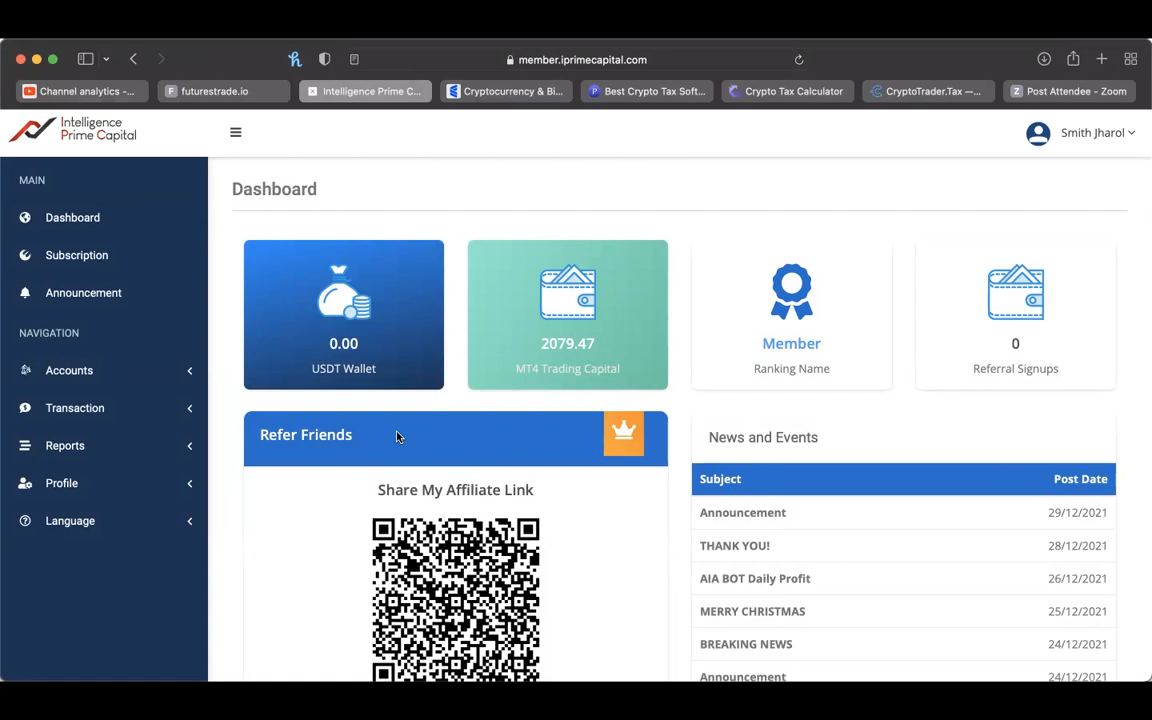 member.iprimecapital.com
Channel analytics -...
futurestrade.io
Intelligence Prime C...
Cryptocurrency & Bi...
Best Crypto Tax Soft...
Crypto Tax Calculator
CryptoTrader.Tax —...
Post Attendee - Zoom
Intelligence
Prime Capital
Smith Jharol
MAIN
Dashboard
Subscription
Announcement
NAVIGATION
Accounts
Transaction
Reports
Profile
Language
Dashboard
0.00
USDT Wallet
2079.47
MT4 Trading Capital
Member
Ranking Name
0
Referral Signups
Refer Friends
Share My Affiliate Link
News and Events
Subject Post Date
Announcement 29/12/2021
THANK YOU! 28/12/2021
AIA BOT Daily Profit 26/12/2021
MERRY CHRISTMAS 25/12/2021
BREAKING NEWS 24/12/2021
Announcement 24/12/2021